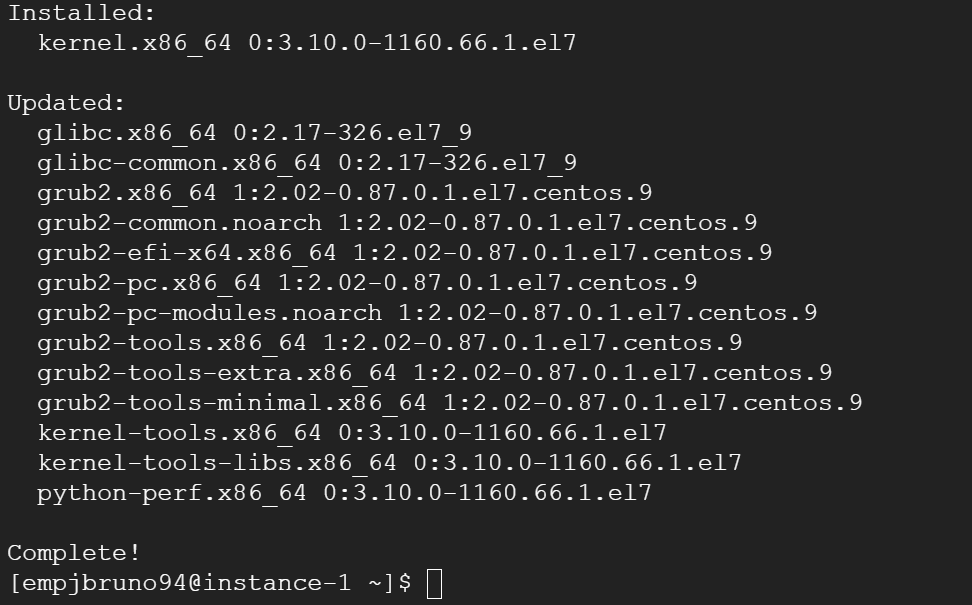 Installed:
kernel.x86_64 0:3.10.0-1160.66.1.el7
Updated:
glibc.x86_64 0:2.17-326.el7_9
glibc-common.x86_64 0:2.17-326.el7_9
grub2.x86_64 1:2.02-0.87.0.1.el7.centos.9
grub2-common.noarch 1:2.02-0.87.0.1.el7.centos.9
grub2-efi-x64.x86_64 1:2.02-0.87.0.1.el7.centos.9
grub2-pc.x86_64 1:2.02-0.87.0.1.el7.centos.9
grub2-pc-modules.noarch 1:2.02-0.87.0.1.el7.centos.9
grub2-tools.x86_64 1:2.02-0.87.0.1.el7.centos.9
grub2-tools-extra.x86_64 1:2.02-0.87.0.1.el7.centos.9
grub2-tools-minimal.x86_64 1:2.02-0.87.0.1.el7.centos.9
kernel-tools.x86_64 0:3.10.0-1160.66.1.el7
kernel-tools-libs.x86_64 0:3.10.0-1160.66.1.el7
python-perf.x86_64 0:3.10.0-1160.66.1.el7
Complete!
[empjbruno94@instance-1 ~]$